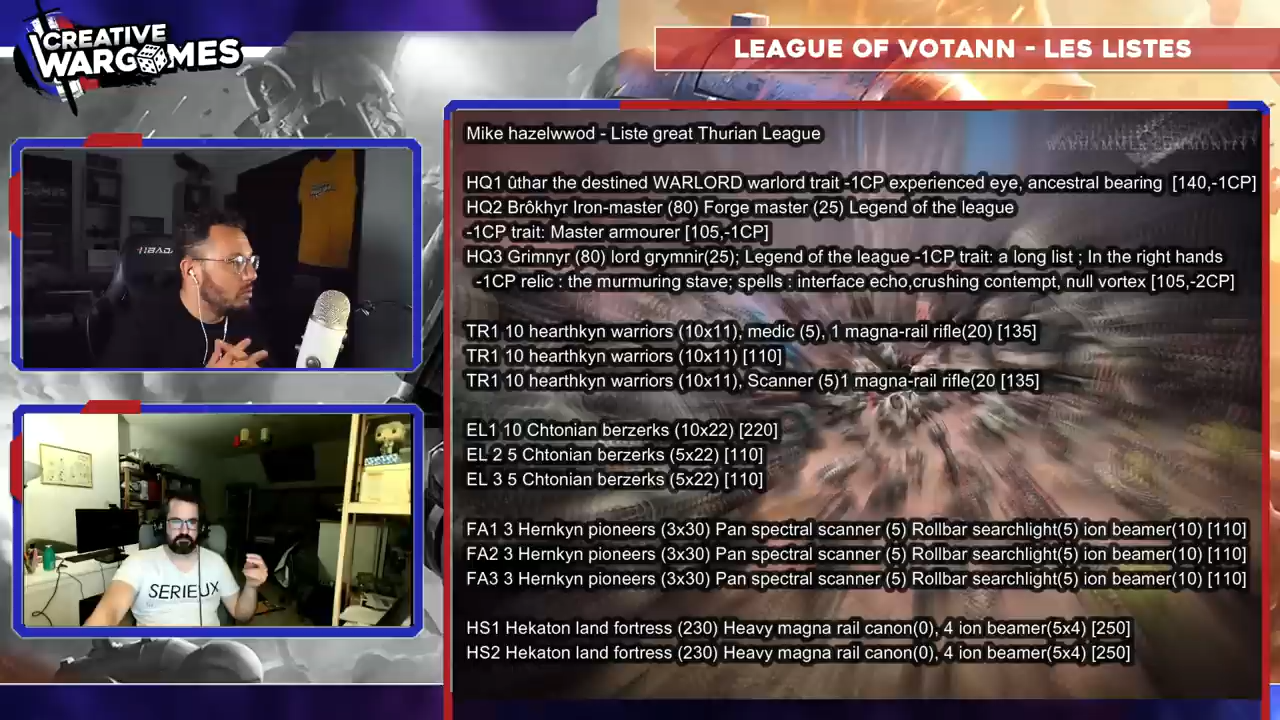 CREATIVE
WARGAMES
LEAGUE OF VOTANN - LES LISTES
WARHAMMER COMMUNITY
Mike hazelwwod - Liste great Thurian League
HQ1 ûthar the destined WARLORD warlord trait -1CP experienced eye, ancestral bearing [140,-1CP]
HQ2 Brôkhyr Iron-master (80) Forge master (25) Legend of the league
-1CP trait: Master armourer [105,-1CP]
HQ3 Grimnyr (80) lord grymnir(25); Legend of the league -1CP trait: a long list ; In the right hands
-1CP relic : the murmuring stave; spells : interface echo,crushing contempt, null vortex [105,-2CP]
TR1 10 hearthkyn warriors (10x11), medic (5), 1 magna-rail rifle(20) [135]
TR1 10 hearthkyn warriors (10x11) [110]
TR1 10 hearthkyn warriors (10x11), Scanner (5)1 magna-rail rifle(20 [135]
EL1 10 Chtonian berzerks (10x22) [220]
EL 2 5 Chtonian berzerks (5x22) [110]
EL 3 5 Chtonian berzerks (5x22) [110]
FA1 3 Hernkyn pioneers (3x30) Pan spectral scanner (5) Rollbar searchlight(5) ion beamer(10) [110]
FA2 3 Hernkyn pioneers (3x30) Pan spectral scanner (5) Rollbar searchlight(5) ion beamer(10) [110]
FA3 3 Hernkyn pioneers (3x30) Pan spectral scanner (5) Rollbar searchlight(5) ion beamer(10) [110]
HS1 Hekaton land fortress (230) Heavy magna rail canon(0), 4 ion beamer(5x4) [250]
HS2 Hekaton land fortress (230) Heavy magna rail canon(0), 4 ion beamer(5x4) [250]
SERIEUX